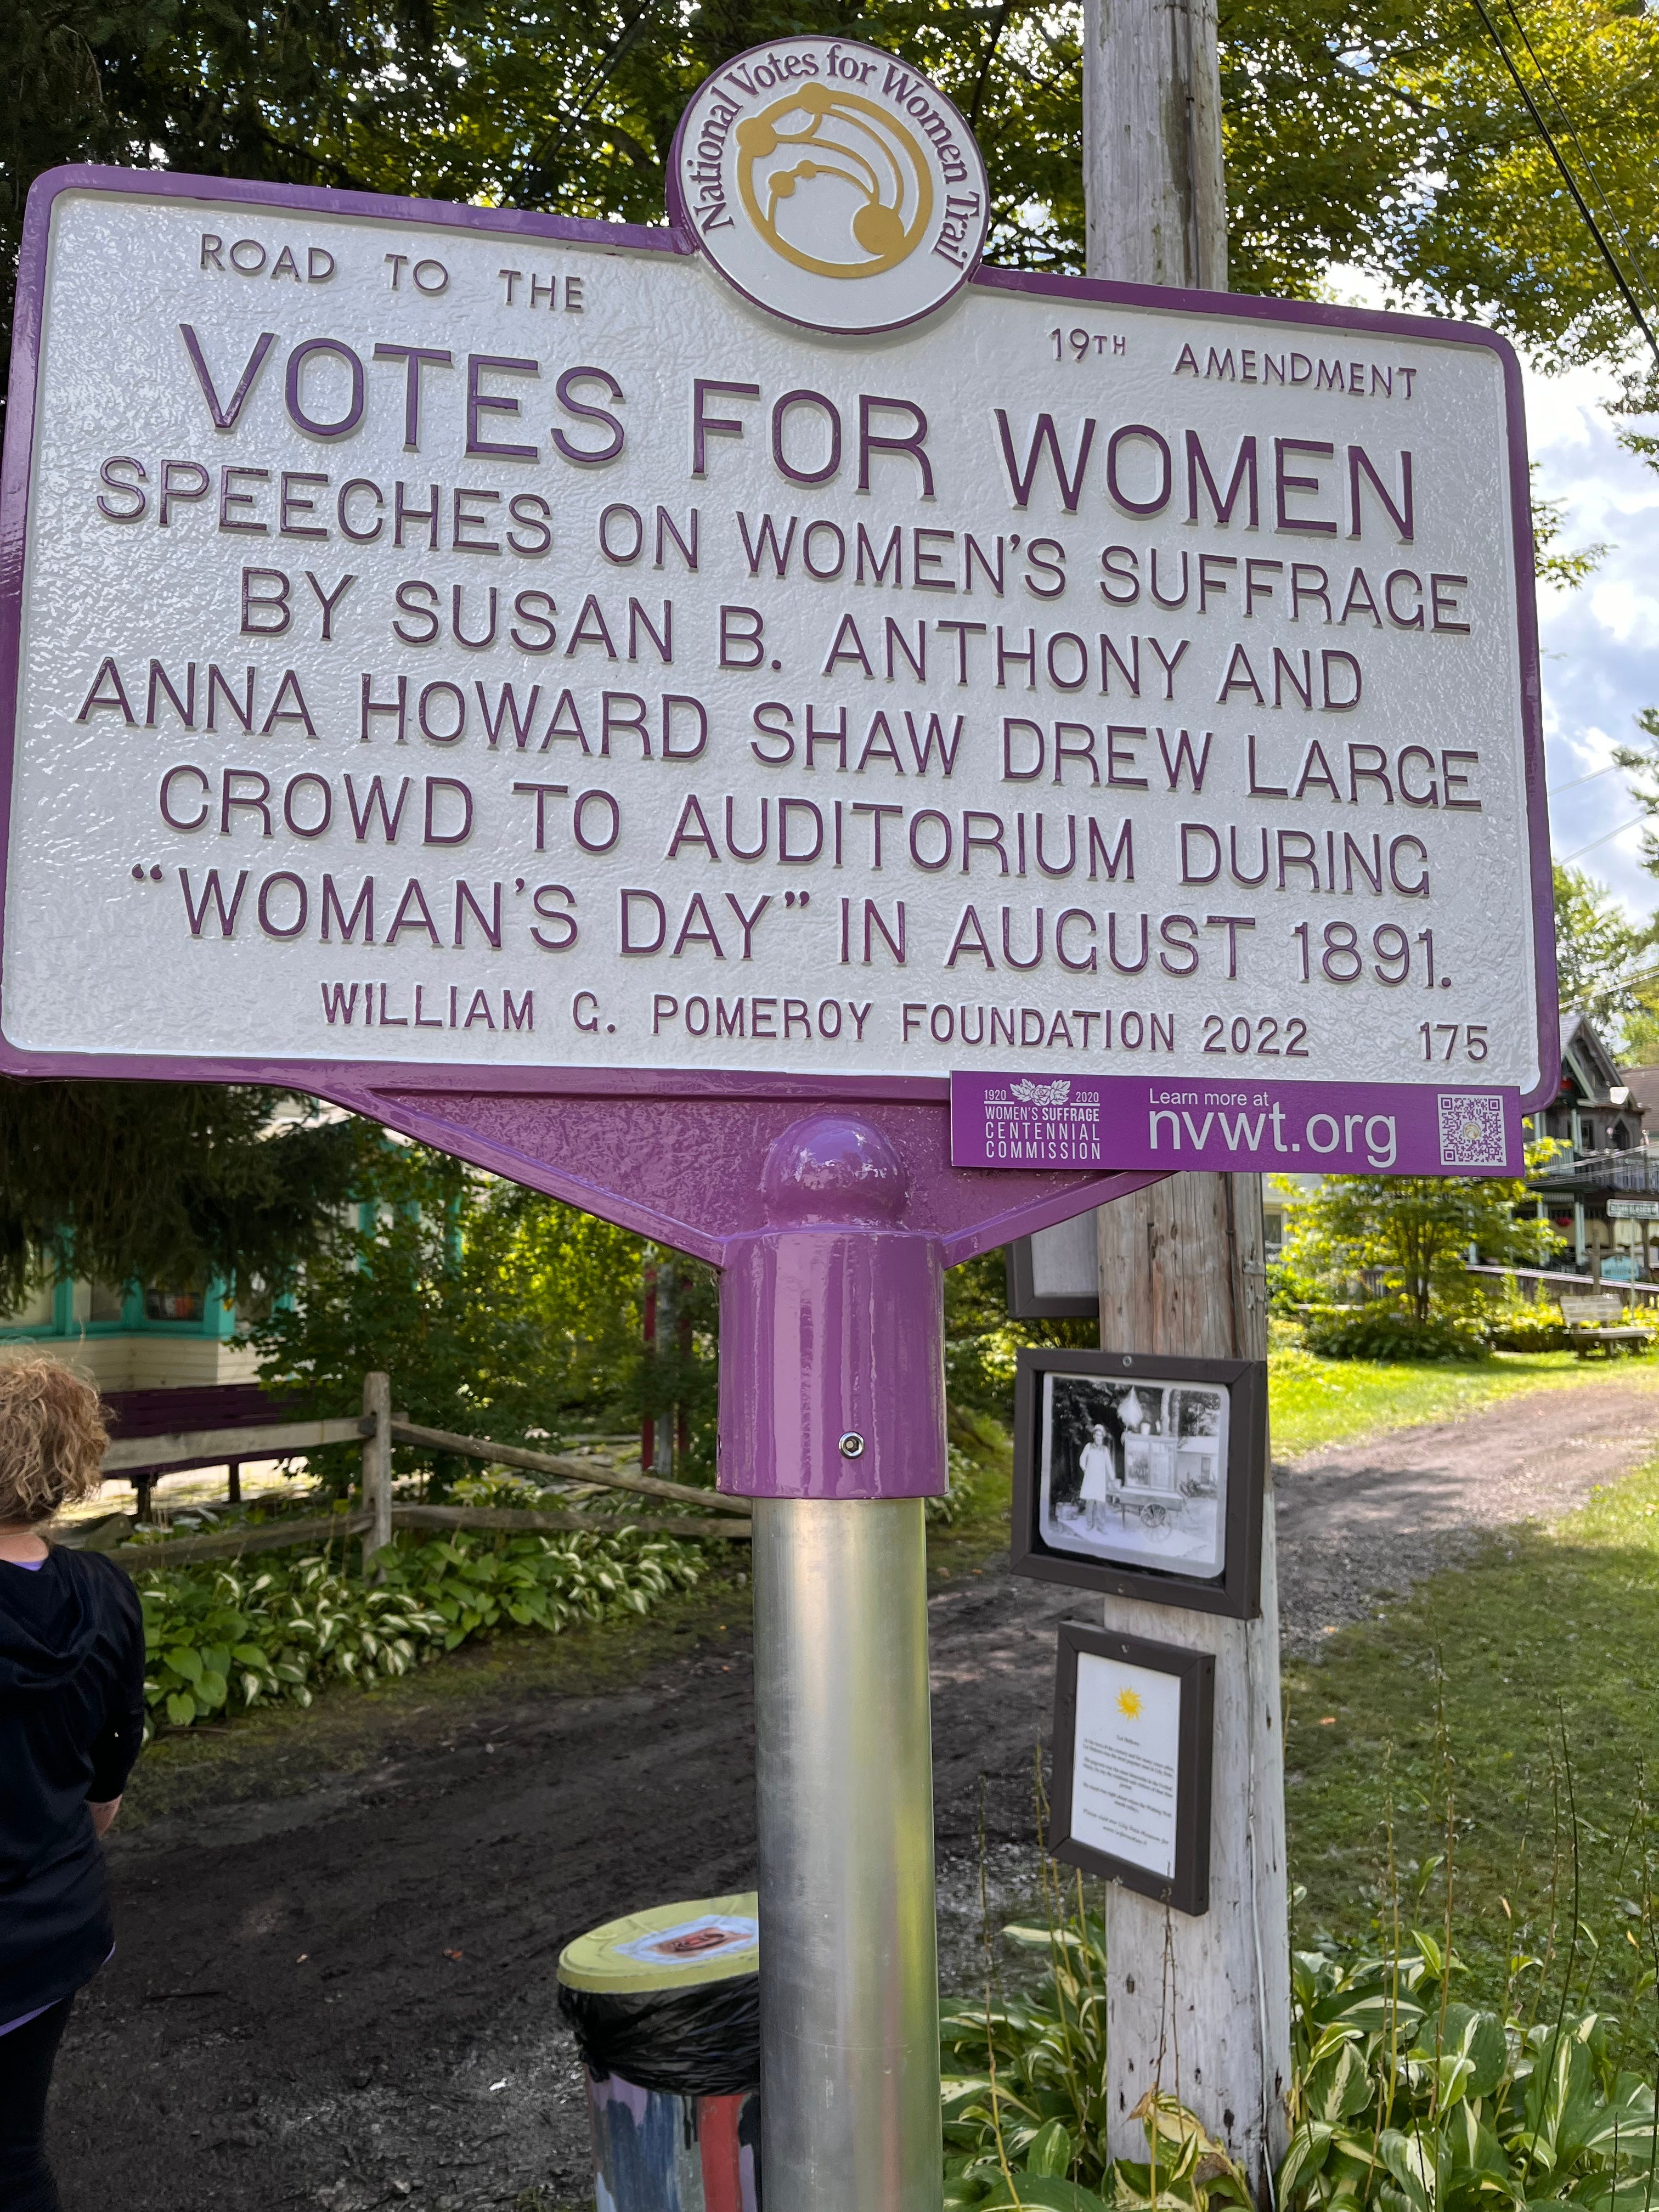 National Votes for Women Trail
ROAD TO THE
19TH AMENDMENT
VOTES FOR WOMEN
SPEECHES ON WOMEN'S SUFFRAGE
BY SUSAN B. ANTHONY AND
ANNA HOWARD SHAW DREW LARGE
CROWD TO AUDITORIUM DURING
"WOMAN'S DAY" IN AUGUST 1891.
WILLIAM G. POMEROY FOUNDATION 2022 175
1920 2020
WOMEN'S SUFFRAGE
CENTENNIAL
COMMISSION
Learn more at
nvwt.org